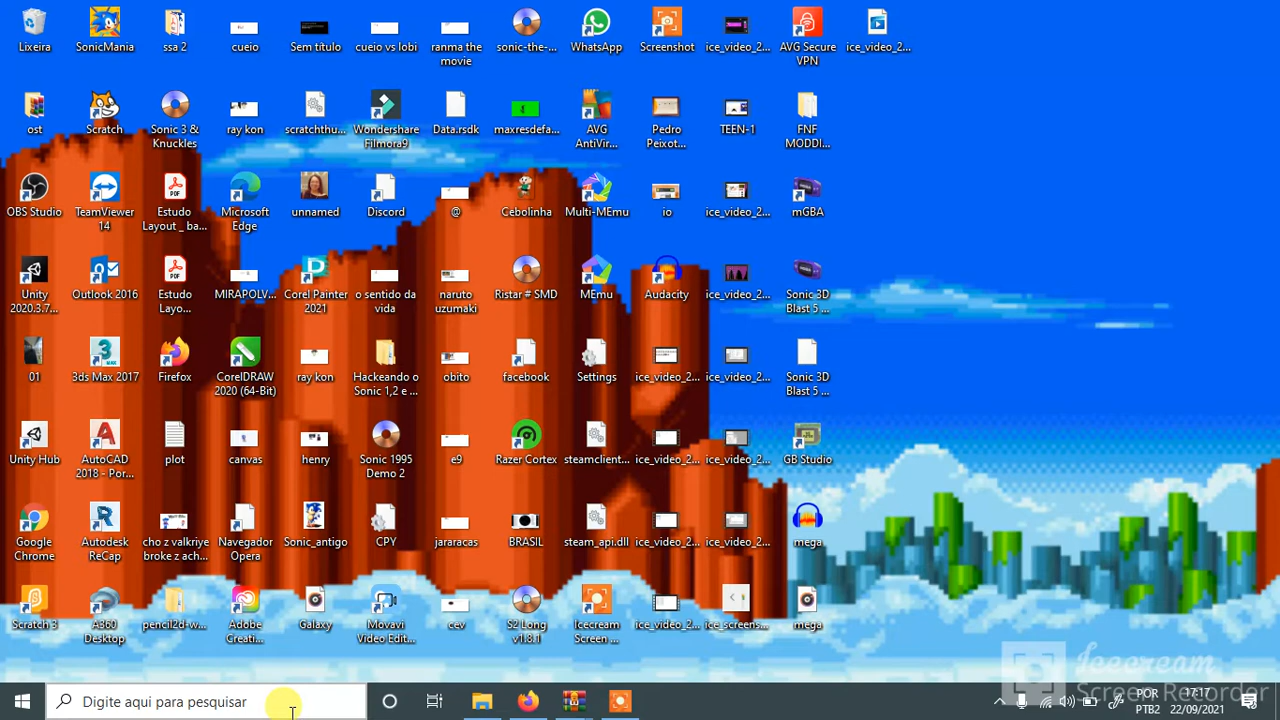 Lixeira
SonicMania
ssa 2
cueio
Sem título
cueio vs lobi
ranma the
movie
sonic-the-...
WhatsApp
Screenshot
ice_video_2...
AVG Secure
VPN
ice_video_2...
ost
Scratch
Sonic 3 &
Knuckles
ray kon
scratchthu...
Wondershare
Filmora9
Data.rsdk
maxresdefa...
AVG
AntiVir...
Pedro
Peixot...
TEEN-1
FNF
MODDI...
OBS Studio
TeamViewer
14
Estudo
Layout _ ba...
Microsoft
Edge
unnamed
Discord
@
Cebolinha
Multi-MEmu
io
ice_video_2...
mGBA
Unity
2020.3.7...
Outlook 2016
Estudo
Layo...
MIRAPOLV...
Corel Painter
2021
o sentido da
vida
naruto
uzumaki
Ristar # SMD
MEmu
Audacity
ice_video_2...
Sonic 3D
Blast 5 ...
01
3ds Max 2017
Firefox
CorelDRAW
2020 (64-Bit)
ray kon
Hackeando o
Sonic 1,2 e ...
obito
facebook
Settings
ice_video_2...
ice_video_2...
Sonic 3D
Blast 5 ...
Unity Hub
AutoCAD
2018 - Por...
plot
canvas
henry
Sonic 1995
Demo 2
e9
Razer Cortex
steamclient...
ice_video_2...
ice_video_2...
GB Studio
Google
Chrome
Autodesk
ReCap
cho z valkriye
broke z ach...
Navegador
Opera
Sonic_antigo
CPY
jararacas
BRASIL
steam_api.dll
ice_video_2...
ice_video_2...
mega
Scratch 3
A360
Desktop
pencil2d-w...
Adobe
Creati...
Galaxy
Movavi
Video Edit...
cev
S2 Long
v1.8.1
Icecream
Screen ...
ice_video_2...
ice_screens...
mega
Icecream
Screen Recorder
Digite aqui para pesquisar
POR
PTB2
17:17
22/09/2021